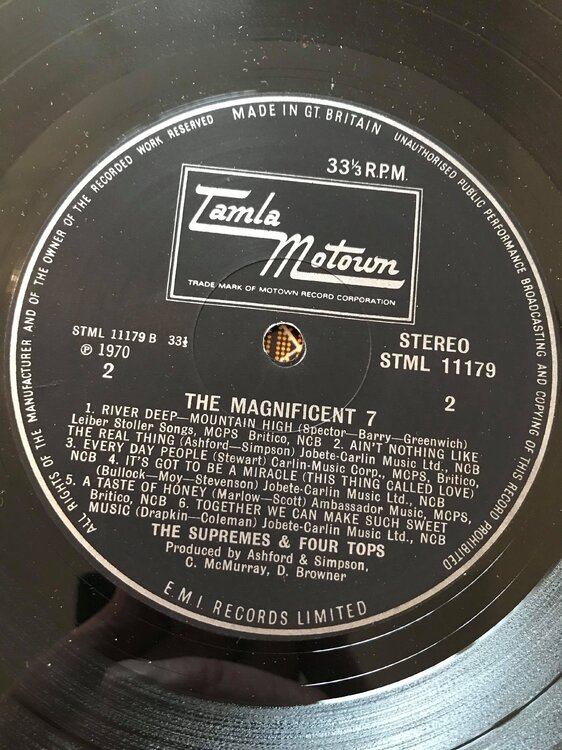 MADE IN GT. BRITAIN
UNAUTHORISED PUBLIC PERFORMANCE BROADCASTING AND COPYING OF THIS RECORD PROHIBITED
ALL RIGHTS OF THE MANUFACTURER AND OF THE OWNER OF THE RECORDED WORK RESERVED
33⅓ R.P.M.
Tamla
Motown
TRADE MARK OF MOTOWN RECORD CORPORATION
STML 11179 B 33⅓
℗ 1970
2
STEREO
STML 11179
2
THE MAGNIFICENT 7
1. RIVER DEEP—MOUNTAIN HIGH (Spector—Barry—Greenwich)
Leiber Stoller Songs, MCPS Britico, NCB 2. AIN'T NOTHING LIKE
THE REAL THING (Ashford—Simpson) Jobete-Carlin Music Ltd., NCB
3. EVERY DAY PEOPLE (Stewart) Carlin-Music Corp., MCPS, Britico,
NCB 4. IT'S GOT TO BE A MIRACLE (THIS THING CALLED LOVE)
(Bullock—Moy—Stevenson) Jobete-Carlin Music Ltd., NCB
5. A TASTE OF HONEY (Marlow—Scott) Ambassador Music, MCPS,
Britico, NCB 6. TOGETHER WE CAN MAKE SUCH SWEET
MUSIC (Drapkin—Coleman) Jobete-Carlin Music Ltd., NCB
THE SUPREMES & FOUR TOPS
Produced by Ashford & Simpson,
C. McMurray, D. Browner
E.M.I. RECORDS LIMITED